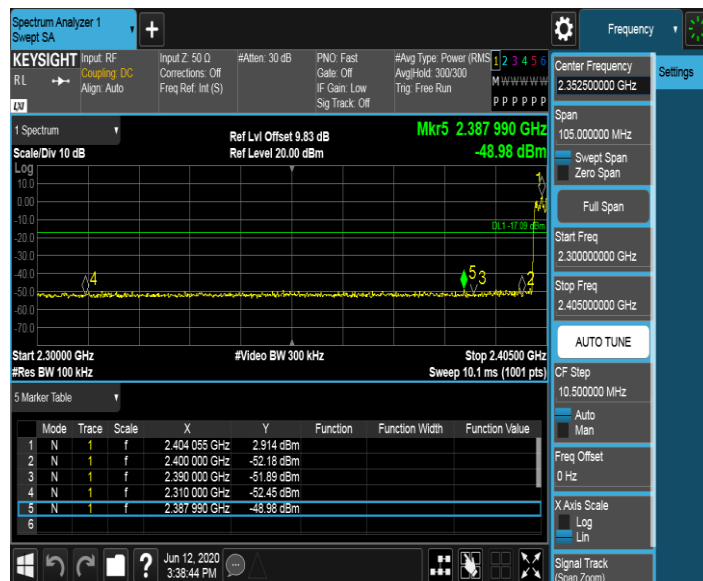 Spectrum Analyzer 1
Swept SA
+
Frequency
KEYSIGHT
RL
LXI
Input: RF
Coupling: DC
Align: Auto
Input Z: 50 Ω
Corrections: Off
Freq Ref: Int (S)
#Atten: 30 dB
PNO: Fast
Gate: Off
IF Gain: Low
Sig Track: Off
#Avg Type: Power (RMS
Avg|Hold: 300/300
Trig: Free Run
1 2 3 4 5 6
M W W W W W
P P P P P P
1 Spectrum
Scale/Div 10 dB
Ref Lvl Offset 9.83 dB
Ref Level 20.00 dBm
Mkr5 2.387 990 GHz
-48.98 dBm
Log
10.0
0.00
-10.0
-20.0
-30.0
-40.0
-50.0
-60.0
-70.0
1
DL1 -17.09 dBm
4
5
3
2
Start 2.30000 GHz
#Res BW 100 kHz
#Video BW 300 kHz
Stop 2.40500 GHz
Sweep 10.1 ms (1001 pts)
5 Marker Table
Mode Trace Scale X Y Function Function Width Function Value
1 N 1 f 2.404 055 GHz 2.914 dBm
2 N 1 f 2.400 000 GHz -52.18 dBm
3 N 1 f 2.390 000 GHz -51.89 dBm
4 N 1 f 2.310 000 GHz -52.45 dBm
5 N 1 f 2.387 990 GHz -48.98 dBm
6
?
Jun 12, 2020
3:38:44 PM
Center Frequency
2.352500000 GHz
Settings
Span
105.000000 MHz
Swept Span
Zero Span
Full Span
Start Freq
2.300000000 GHz
Stop Freq
2.405000000 GHz
AUTO TUNE
CF Step
10.500000 MHz
Auto
Man
Freq Offset
0 Hz
X Axis Scale
Log
Lin
Signal Track
(Span Zoom)